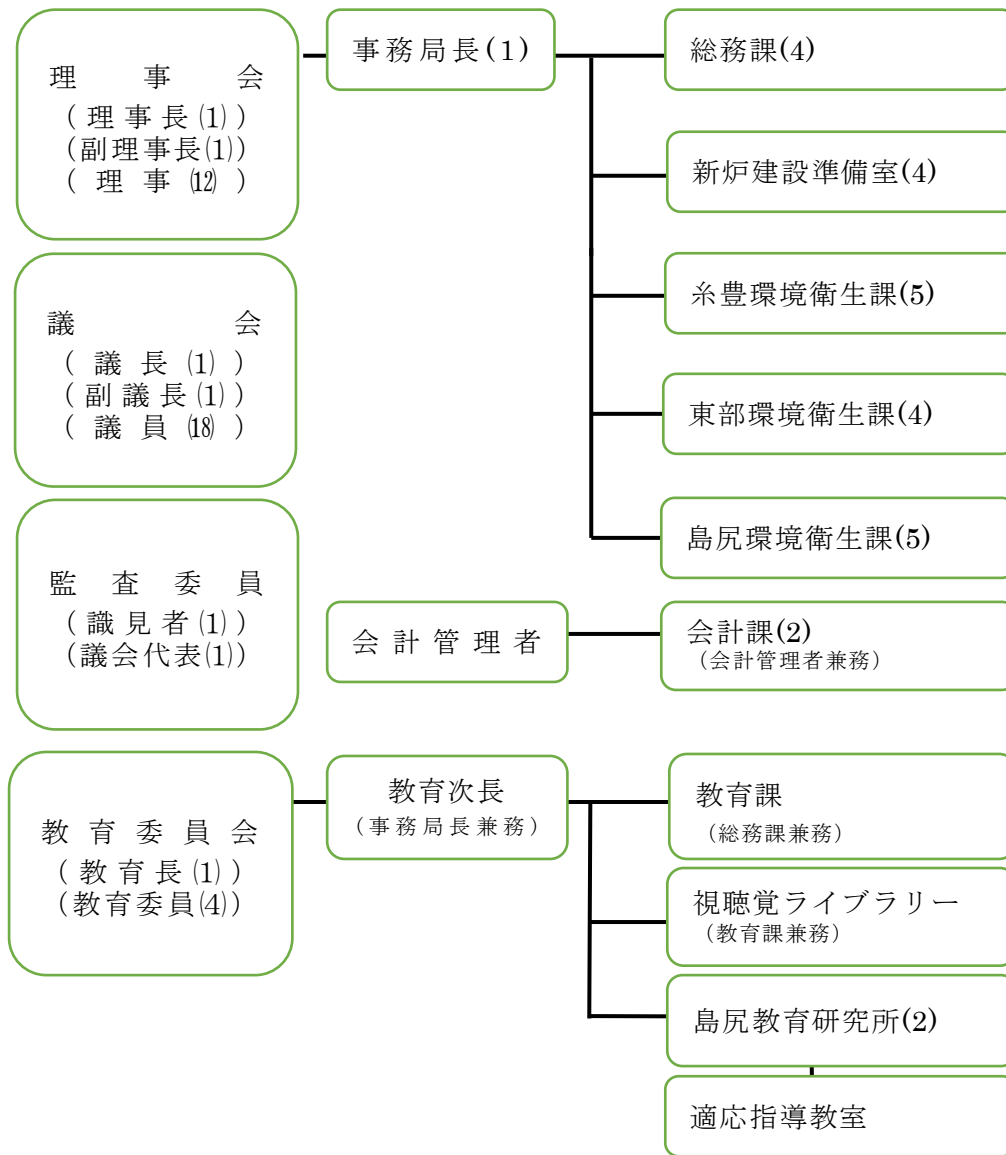 理事会
（理事長⑴）
(副理事長⑴)
（理事⑿）
事務局長(1)
総務課(4)
新炉建設準備室(4)
糸豊環境衛生課(5)
東部環境衛生課(4)
島尻環境衛生課(5)
議会
（議長⑴）
（副議長⑴）
（議員⒅）
監査委員
（識見者⑴）
(議会代表⑴)
会計管理者
会計課(2)
（会計管理者兼務）
教育委員会
（教育長⑴）
(教育委員⑷)
教育次長
（事務局長兼務）
教育課
（総務課兼務）
視聴覚ライブラリー
（教育課兼務）
島尻教育研究所(2)
適応指導教室